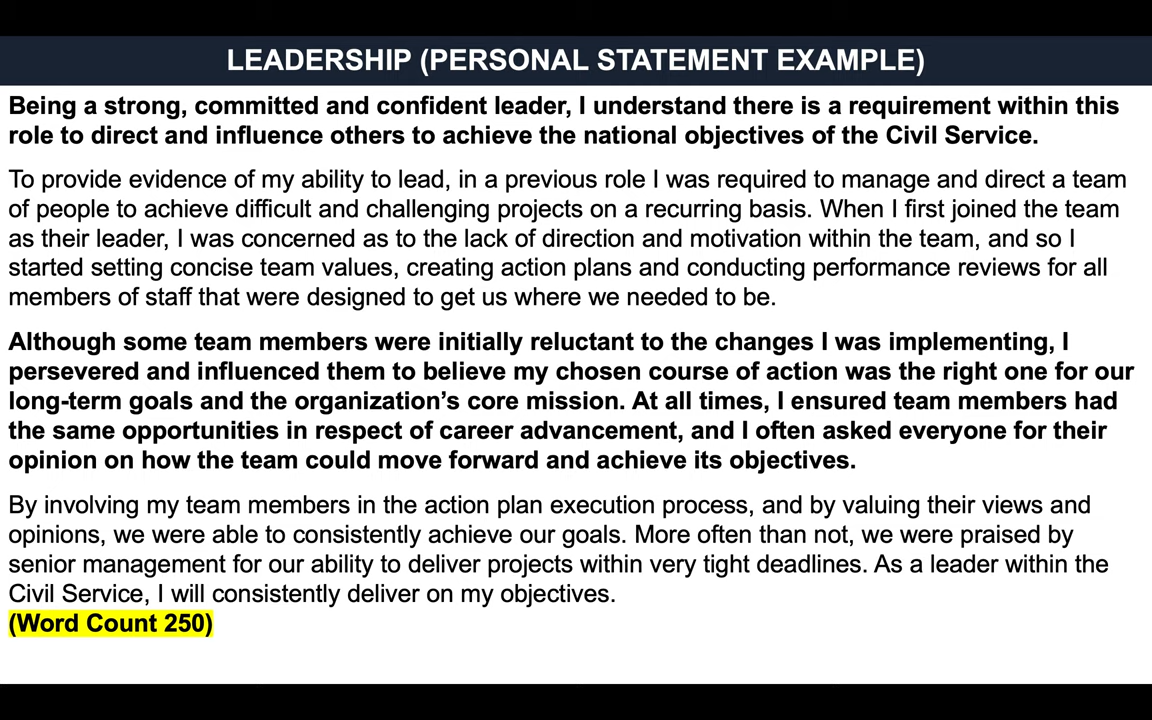 LEADERSHIP (PERSONAL STATEMENT EXAMPLE)
Being a strong, committed and confident leader, I understand there is a requirement within this
role to direct and influence others to achieve the national objectives of the Civil Service.
To provide evidence of my ability to lead, in a previous role I was required to manage and direct a team
of people to achieve difficult and challenging projects on a recurring basis. When I first joined the team
as their leader, I was concerned as to the lack of direction and motivation within the team, and so I
started setting concise team values, creating action plans and conducting performance reviews for all
members of staff that were designed to get us where we needed to be.
Although some team members were initially reluctant to the changes I was implementing, I
persevered and influenced them to believe my chosen course of action was the right one for our
long-term goals and the organization’s core mission. At all times, I ensured team members had
the same opportunities in respect of career advancement, and I often asked everyone for their
opinion on how the team could move forward and achieve its objectives.
By involving my team members in the action plan execution process, and by valuing their views and
opinions, we were able to consistently achieve our goals. More often than not, we were praised by
senior management for our ability to deliver projects within very tight deadlines. As a leader within the
Civil Service, I will consistently deliver on my objectives.
(Word Count 250)